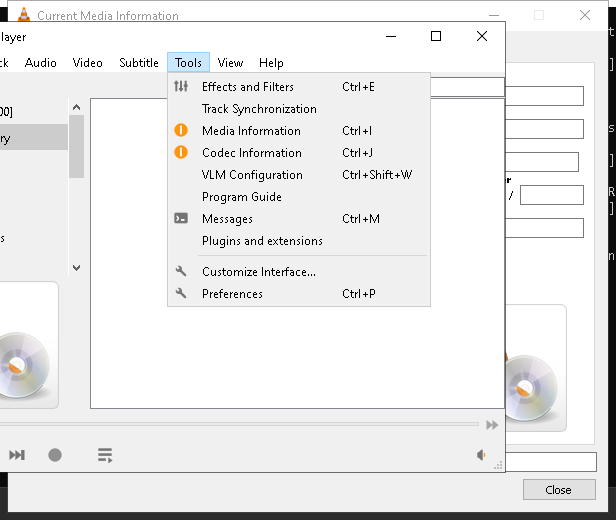 Current Media Information
layer
ck Audio Video Subtitle Tools View Help
Effects and Filters Ctrl+E
Track Synchronization
Media Information Ctrl+I
Codec Information Ctrl+J
VLM Configuration Ctrl+Shift+W
Program Guide
Messages Ctrl+M
Plugins and extensions
Customize Interface...
Preferences Ctrl+P
00]
ry
s
r
/
t
]
s
]
R
]
n
Close